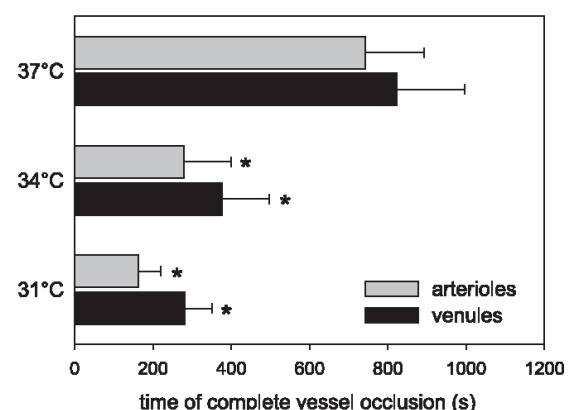 37°C
34°C
*
*
31°C
*
*
arterioles
venules
0 200 400 600 800 1000 1200
time of complete vessel occlusion (s)